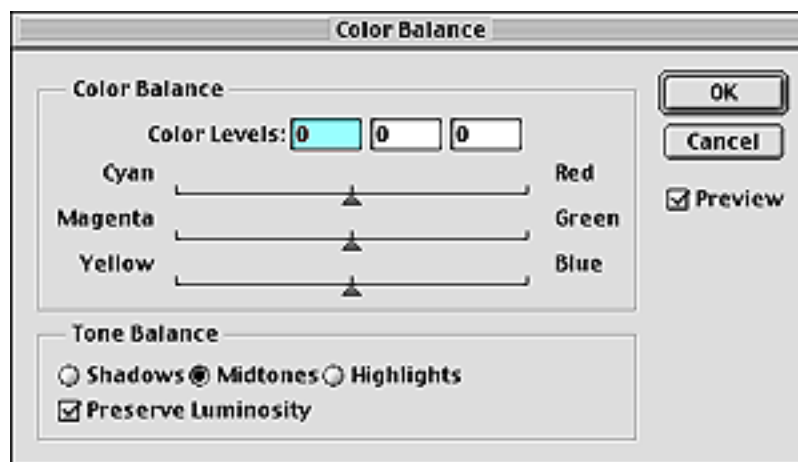 Color Balance
Color Balance
OK
Color Levels: 0 0 0
Cancel
Cyan Red
Preview
Magenta Green
Yellow Blue
Tone Balance
Shadows Midtones Highlights
Preserve Luminosity